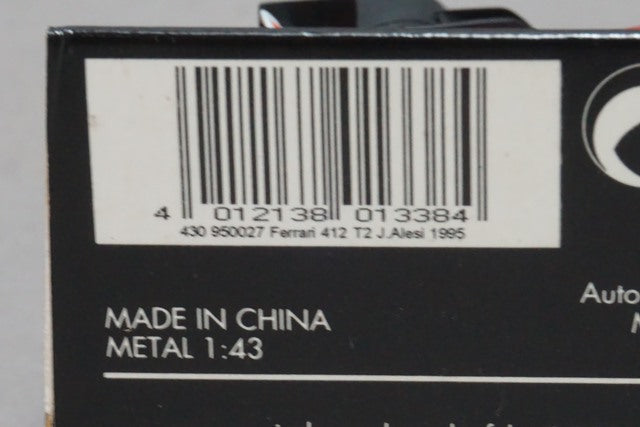 4 012138 013384
430 950027 Ferrari 412 T2 J.Alesi 1995
MADE IN CHINA
METAL 1:43
Auto